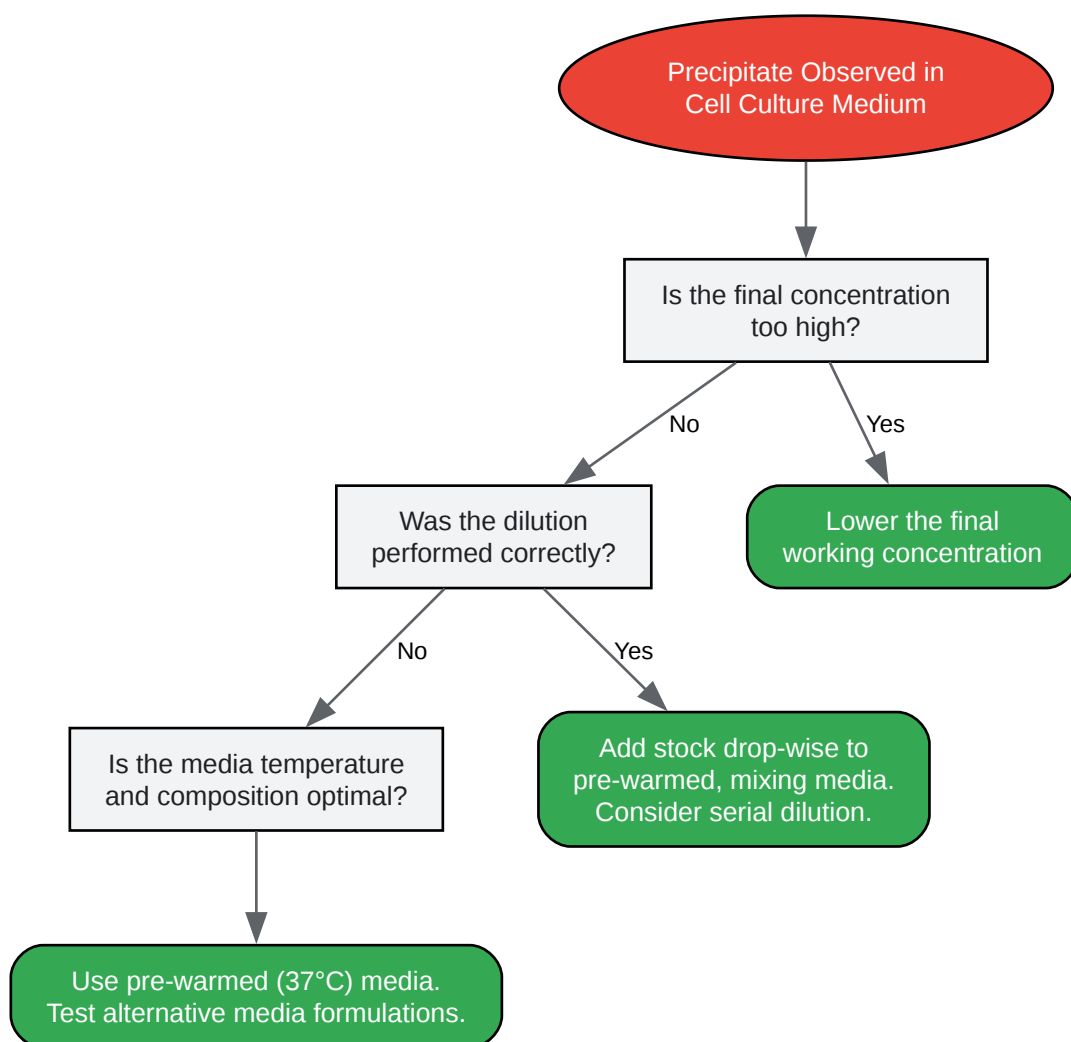 Precipitate Observed in
Cell Culture Medium
Is the final concentration
too high?
No
Yes
Was the dilution
performed correctly?
Lower the final
working concentration
No
Yes
Is the media temperature
and composition optimal?
Add stock drop-wise to
pre-warmed, mixing media.
Consider serial dilution.
Use pre-warmed (37°C) media.
Test alternative media formulations.